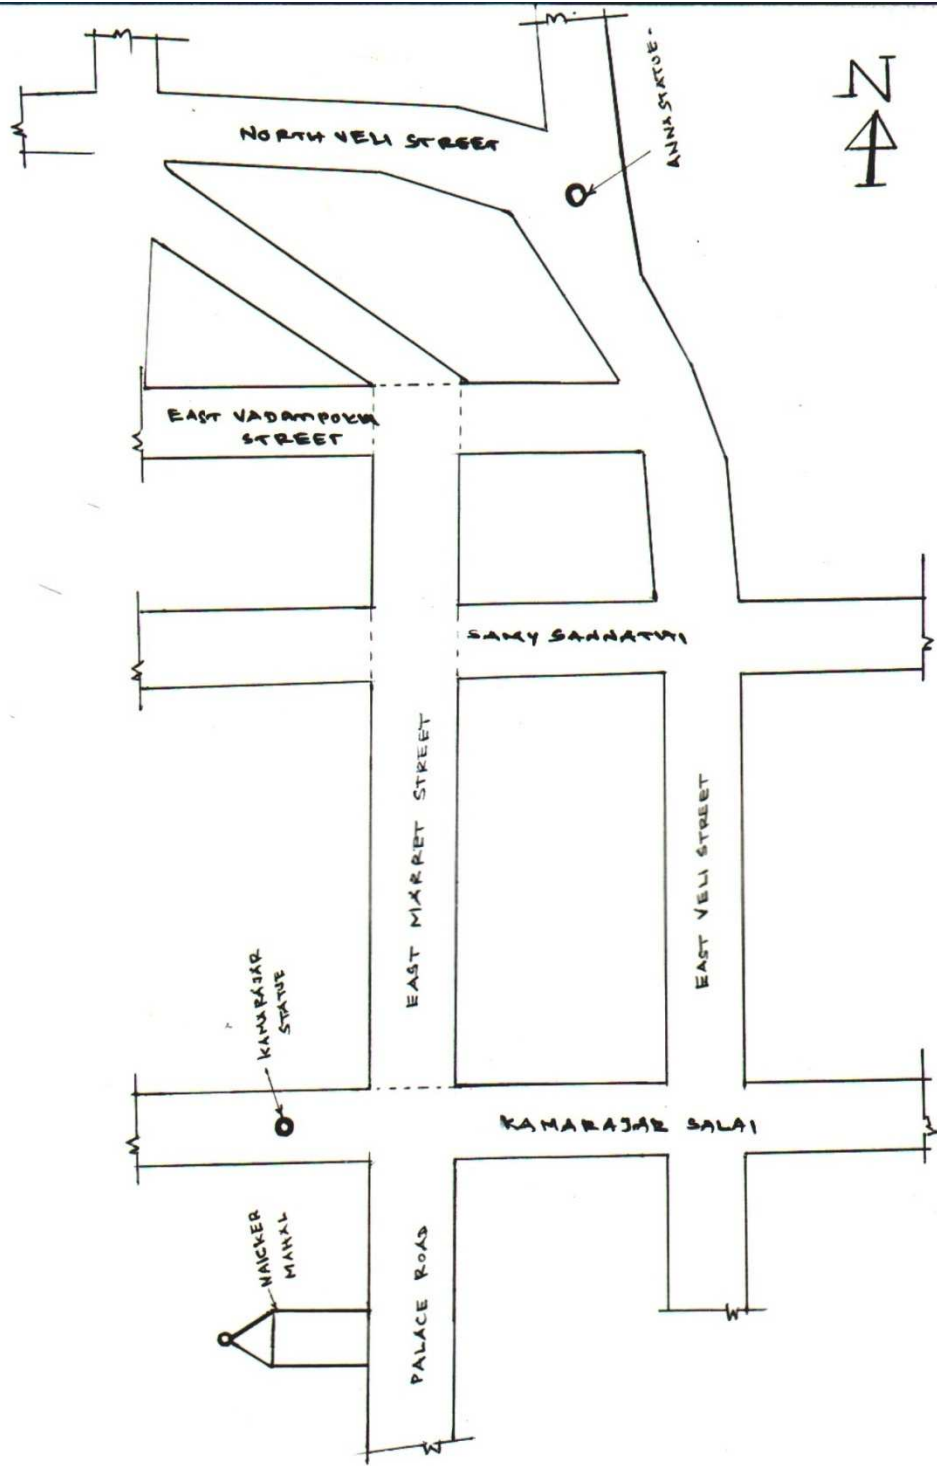 N
ANNA STATUE-
NORTH VELI STREET
EAST VADAMPOKKI
STREET
SAMY SANNATHI
EAST MARRET STREET
EAST VELI STREET
KAMARAJAR
STATUE
KAMARAJAR SALAI
NAICKER
MAHAL
PALACE ROAD